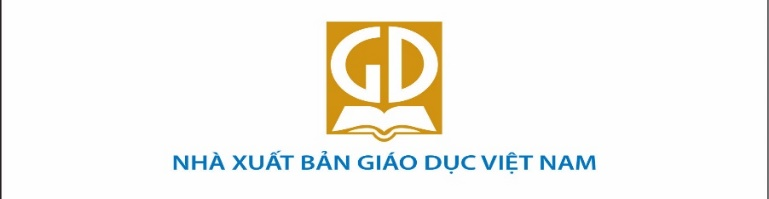 GD
NHÀ XUẤT BẢN GIÁO DỤC VIỆT NAM